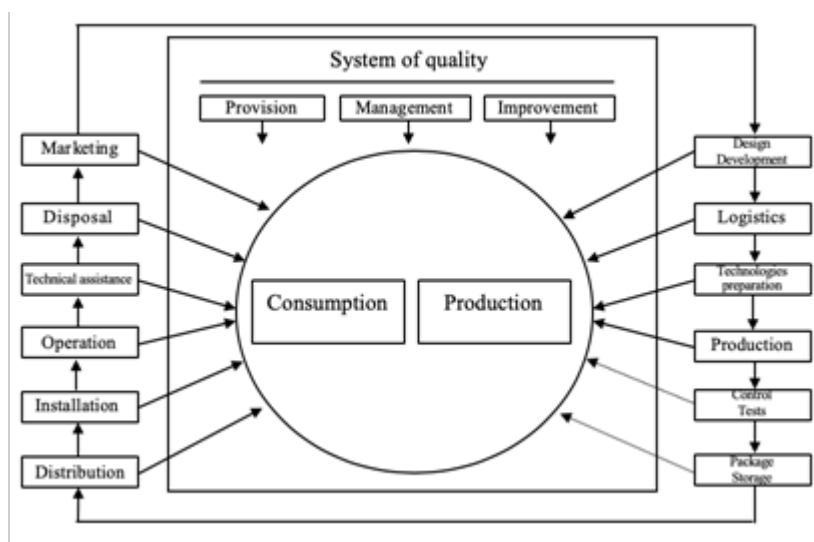 System of quality
Provision
Management
Improvement
Marketing
Disposal
Technical assistance
Operation
Installation
Distribution
Consumption
Production
Design
Development
Logistics
Technologies
preparation
Production
Control
Tests
Package
Storage